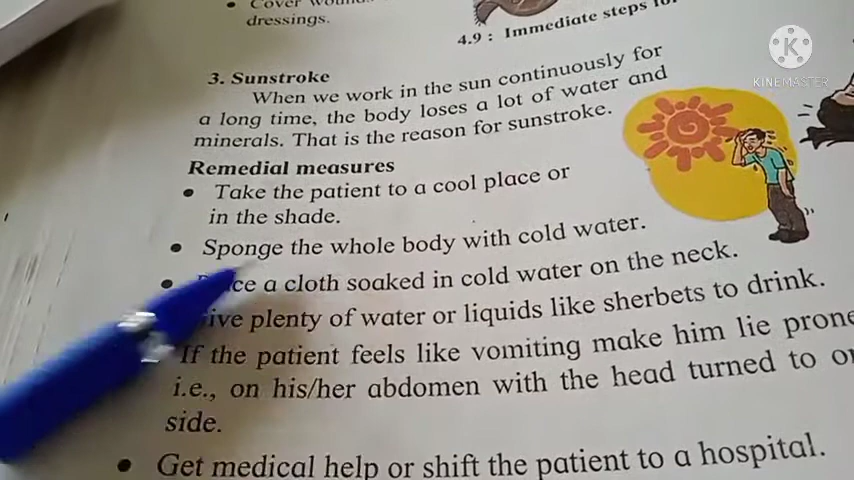 Cover
dressings.
4.9 : Immediate steps for
KINEMASTER
3. Sunstroke
When we work in the sun continuously for
a long time, the body loses a lot of water and
minerals. That is the reason for sunstroke.
Remedial measures
• Take the patient to a cool place or
in the shade.
• Sponge the whole body with cold water.
• a cloth soaked in cold water on the neck.
plenty of water or liquids like sherbets to drink.
If the patient feels like vomiting make him lie prone
i.e., on his/her abdomen with the head turned to
side.
• Get medical help or shift the patient to a hospital.